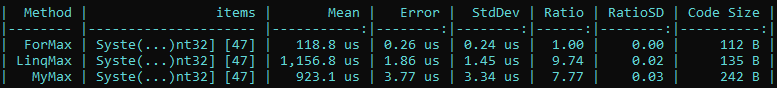 | Method | items | Mean | Error | StdDev | Ratio | RatioSD | Code Size |
|-------- |--------------------- |-----------:|--------:|--------:|------:|--------:|----------:|
| ForMax | Syste(...)nt32] [47] | 118.8 us | 0.26 us | 0.24 us | 1.00 | 0.00 | 112 B |
| LinqMax | Syste(...)nt32] [47] | 1,156.8 us | 1.86 us | 1.45 us | 9.74 | 0.02 | 135 B |
| MyMax | Syste(...)nt32] [47] | 923.1 us | 3.77 us | 3.34 us | 7.77 | 0.03 | 242 B |